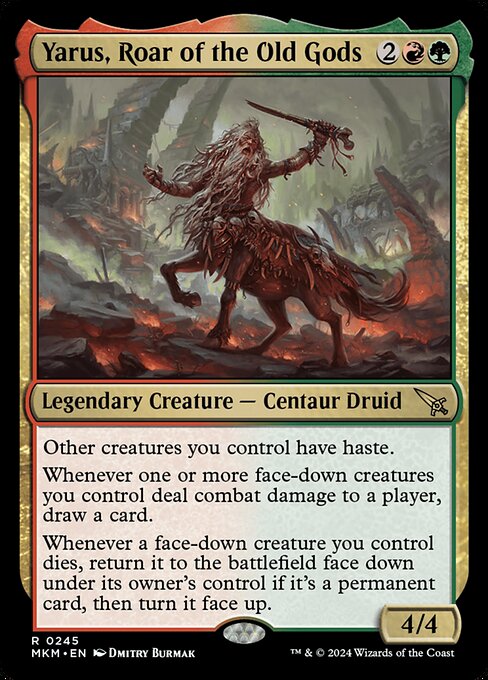 Yarus, Roar of the Old Gods 2
Legendary Creature — Centaur Druid
Other creatures you control have haste.
Whenever one or more face-down creatures
you control deal combat damage to a player,
draw a card.
Whenever a face-down creature you control
dies, return it to the battlefield face down
under its owner's control if it's a permanent
card, then turn it face up.
4/4
R 0245
MKM • EN Dmitry Burmak
™ & © 2024 Wizards of the Coast